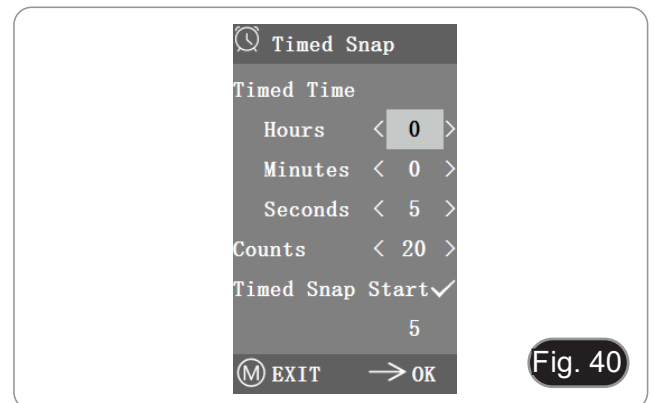 Timed Snap
Timed Time
Hours < 0 >
Minutes < 0 >
Seconds < 5 >
Counts < 20 >
Timed Snap Start✓
5
M EXIT → OK
Fig. 40